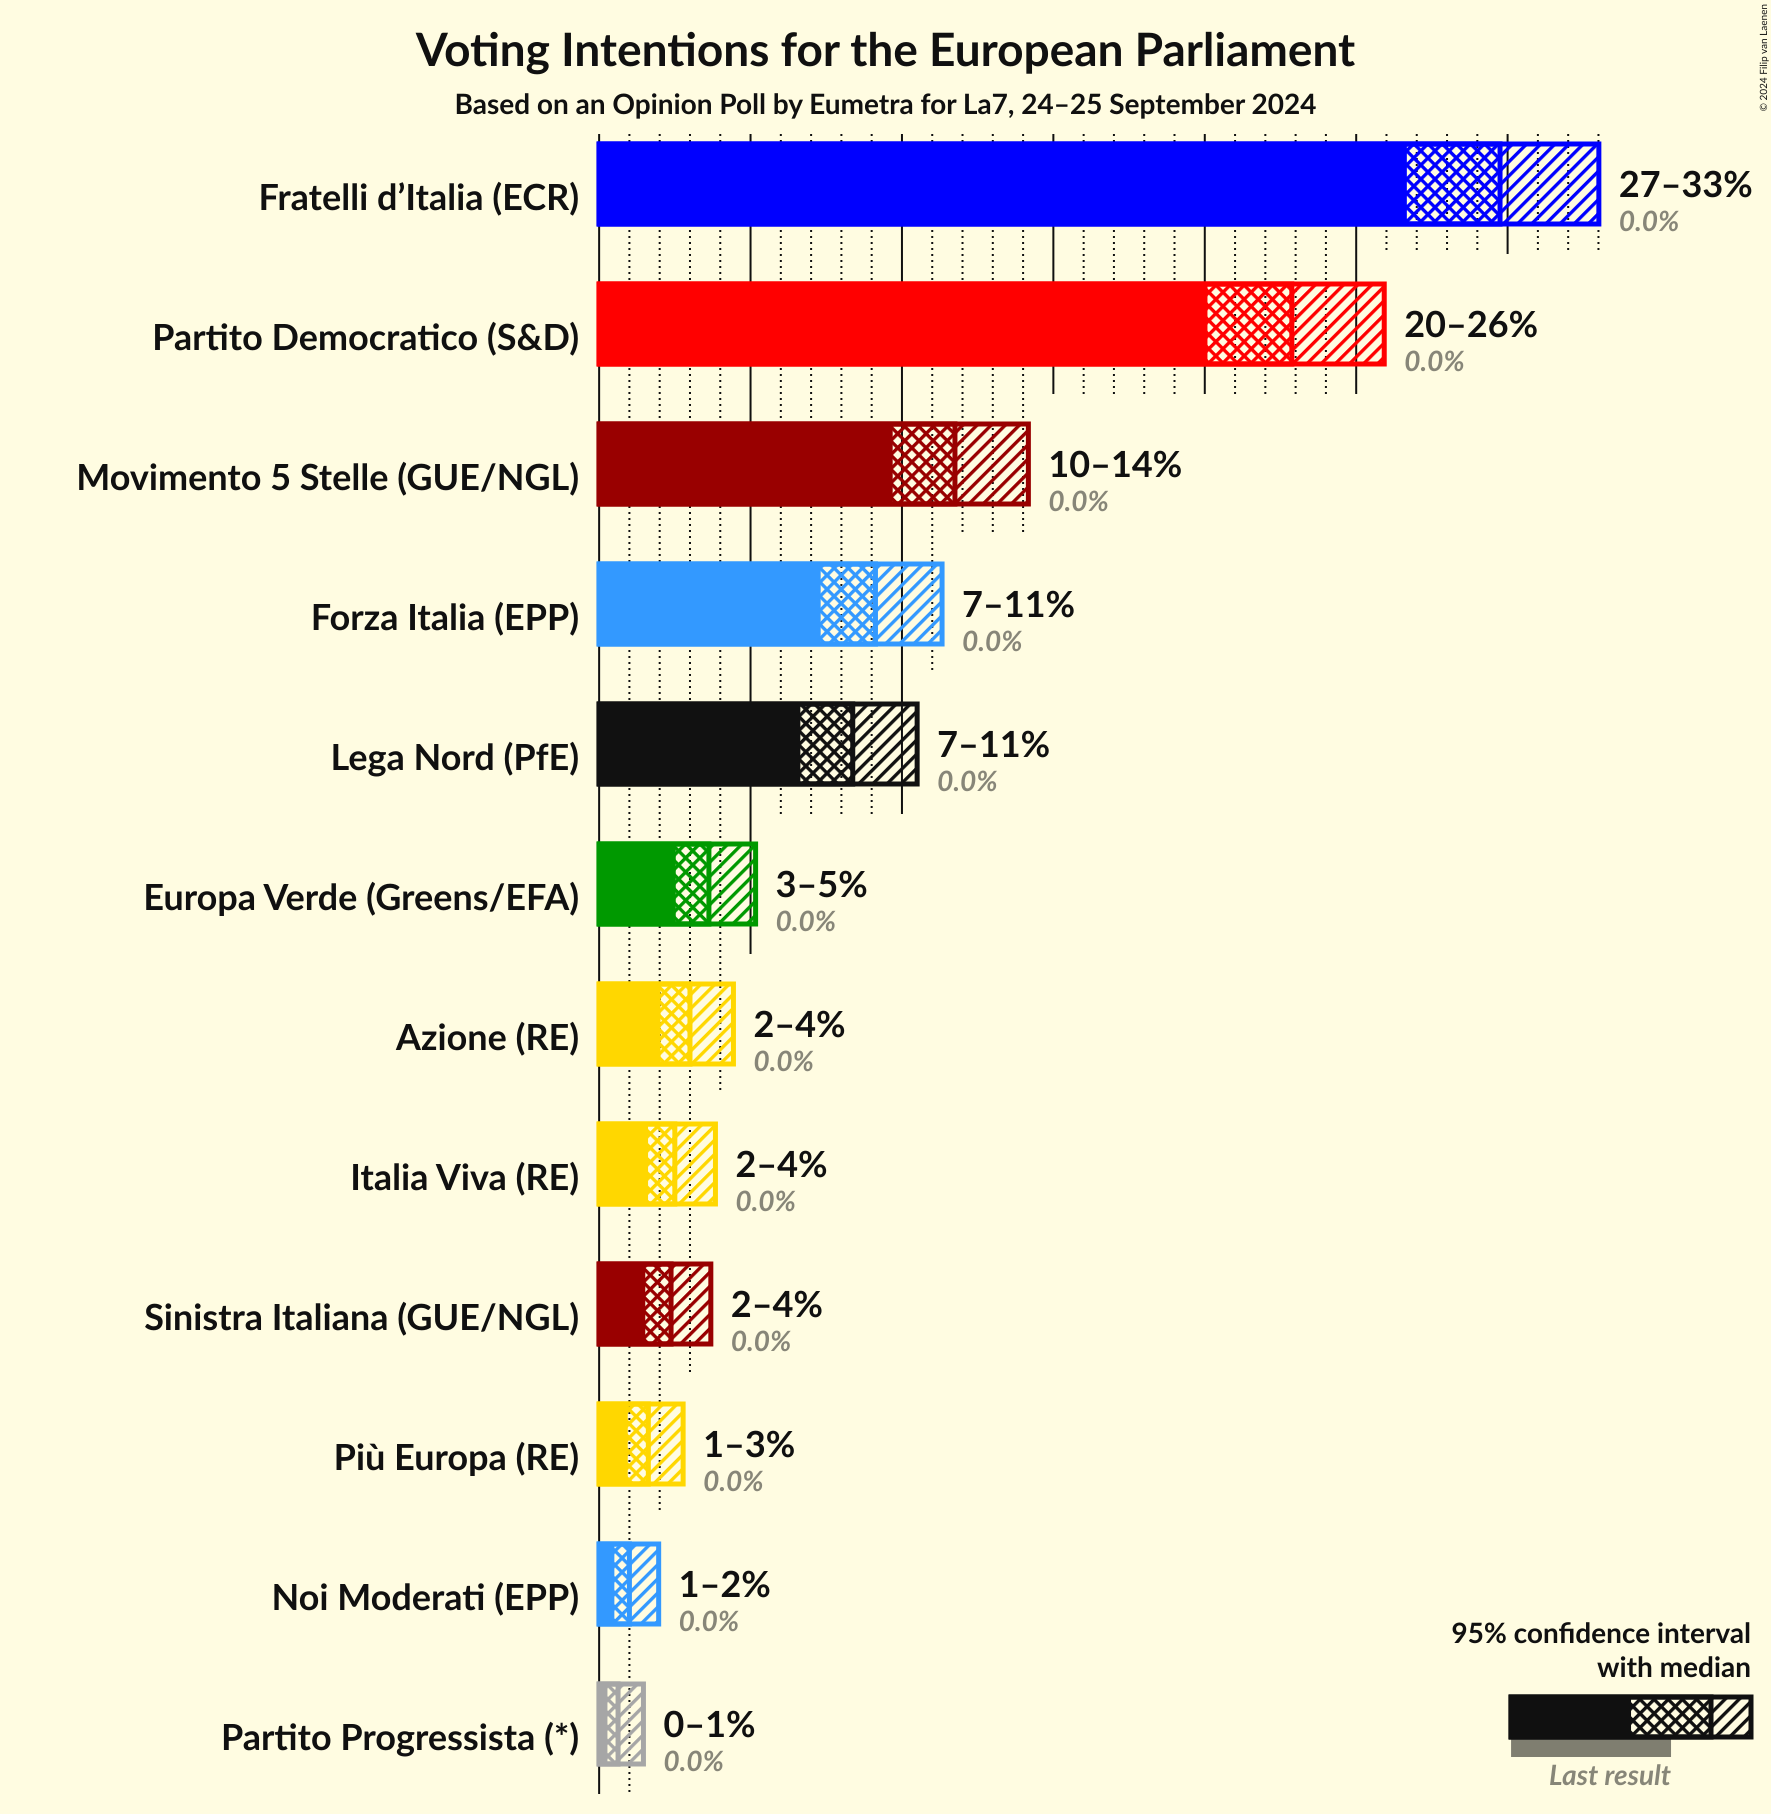 Voting Intentions for the European Parliament
Based on an Opinion Poll by Eumetra for La7, 24–25 September 2024
© 2024 Filip van Laenen
Fratelli d’Italia (ECR)
27–33%
0.0%
Partito Democratico (S&D)
20–26%
0.0%
Movimento 5 Stelle (GUE/NGL)
10–14%
0.0%
Forza Italia (EPP)
7–11%
0.0%
Lega Nord (PfE)
7–11%
0.0%
Europa Verde (Greens/EFA)
3–5%
0.0%
Azione (RE)
2–4%
0.0%
Italia Viva (RE)
2–4%
0.0%
Sinistra Italiana (GUE/NGL)
2–4%
0.0%
Più Europa (RE)
1–3%
0.0%
Noi Moderati (EPP)
1–2%
0.0%
Partito Progressista (*)
0–1%
0.0%
95% confidence interval
with median
Last result